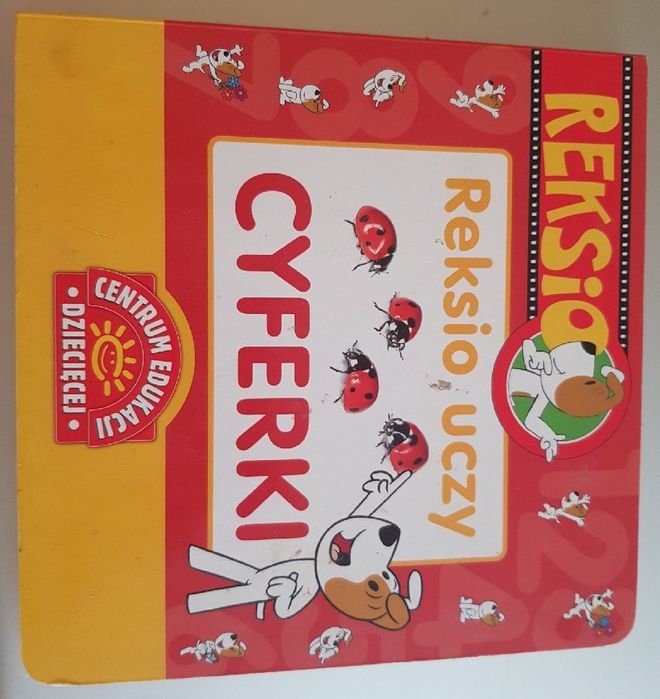 REKSiO
Reksio uczy
CYFERKI
CENTRUM EDUKACJI
• DZIECIĘCEJ •